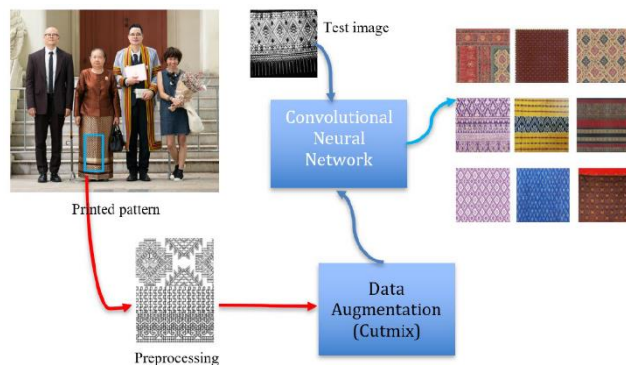 Test image
Convolutional
Neural
Network
Printed pattern
Data
Augmentation
(Cutmix)
Preprocessing